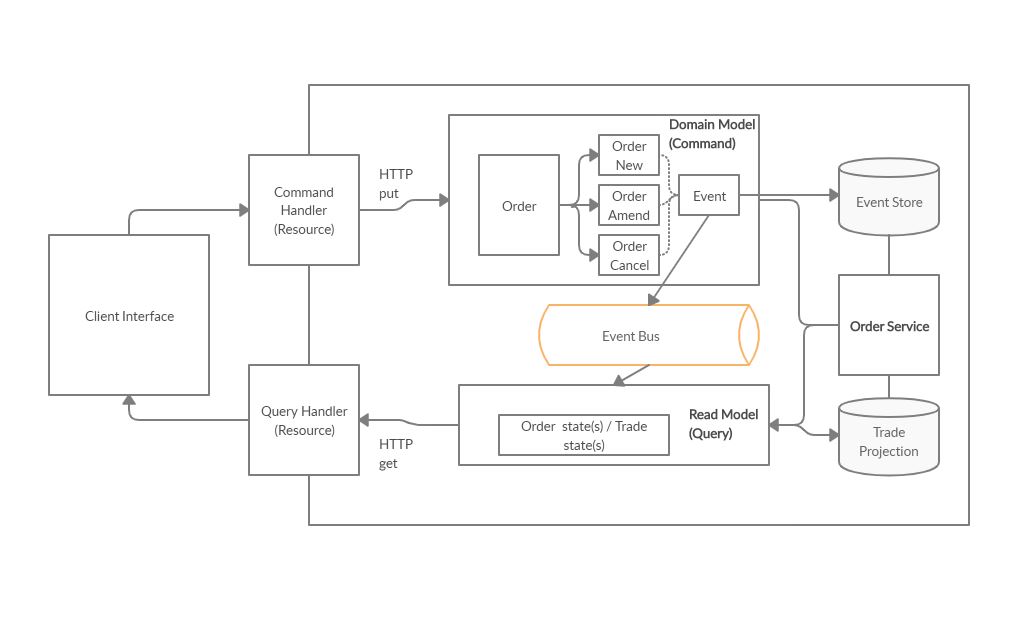 Domain Model
(Command)
Order
New
HTTP
put
Command
Handler
(Resource)
Order
Order
Amend
Event
Event Store
Order
Cancel
Client Interface
Event Bus
Order Service
Query Handler
(Resource)
HTTP
get
Order  state(s) / Trade
state(s)
Read Model
(Query)
Trade
Projection